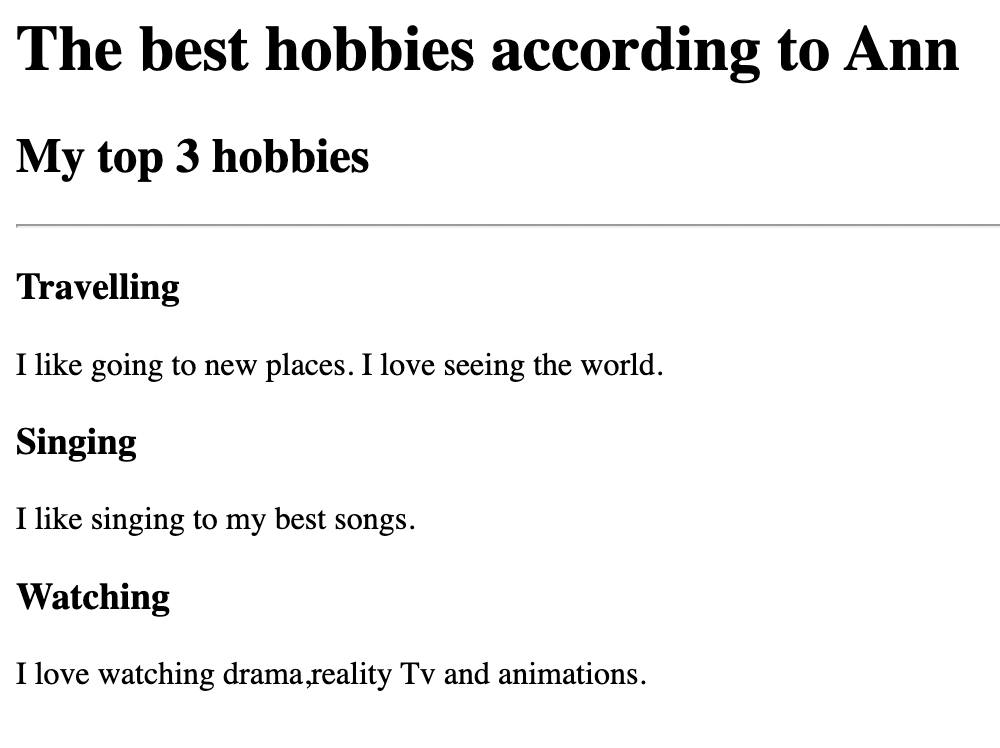 The best hobbies according to Ann
My top 3 hobbies
Travelling
I like going to new places. I love seeing the world.
Singing
I like singing to my best songs.
Watching
I love watching drama,reality Tv and animations.